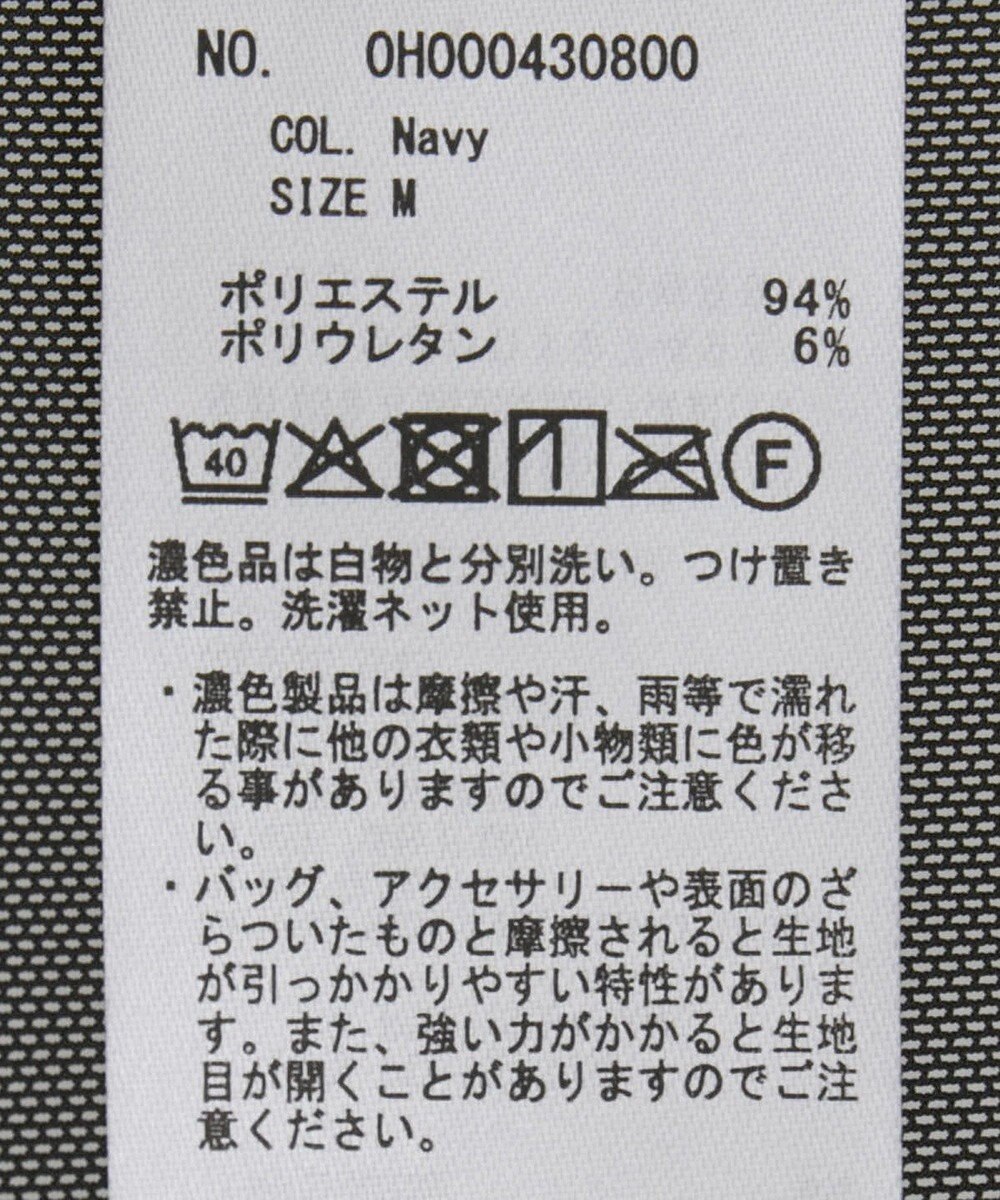 NO. 0H000430800
COL. Navy
SIZE M
ポリエステル 94%
ポリウレタン 6%
40 F
濃色品は白物と分別洗い。つけ置き
禁止。洗濯ネット使用。
・濃色製品は摩擦や汗、雨等で濡れ
た際に他の衣類や小物類に色が移
る事がありますのでご注意くださ
い。
・バッグ、アクセサリーや表面のざ
らついたものと摩擦されると生地
が引っかかりやすい特性がありま
す。また、強い力がかかると生地
目が開くことがありますのでご注
意ください。